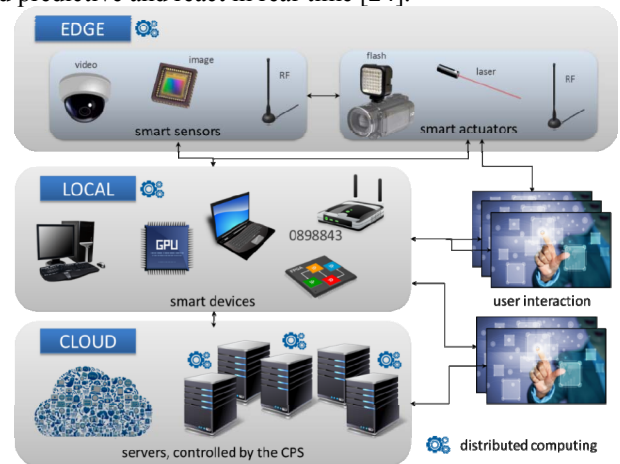 d predictive and react in real time [24].
EDGE
video
image
RF
smart sensors
flash
laser
RF
smart actuators
LOCAL
GPU
0898843
FPGA
smart devices
user interaction
CLOUD
servers, controlled by the CPS
distributed computing